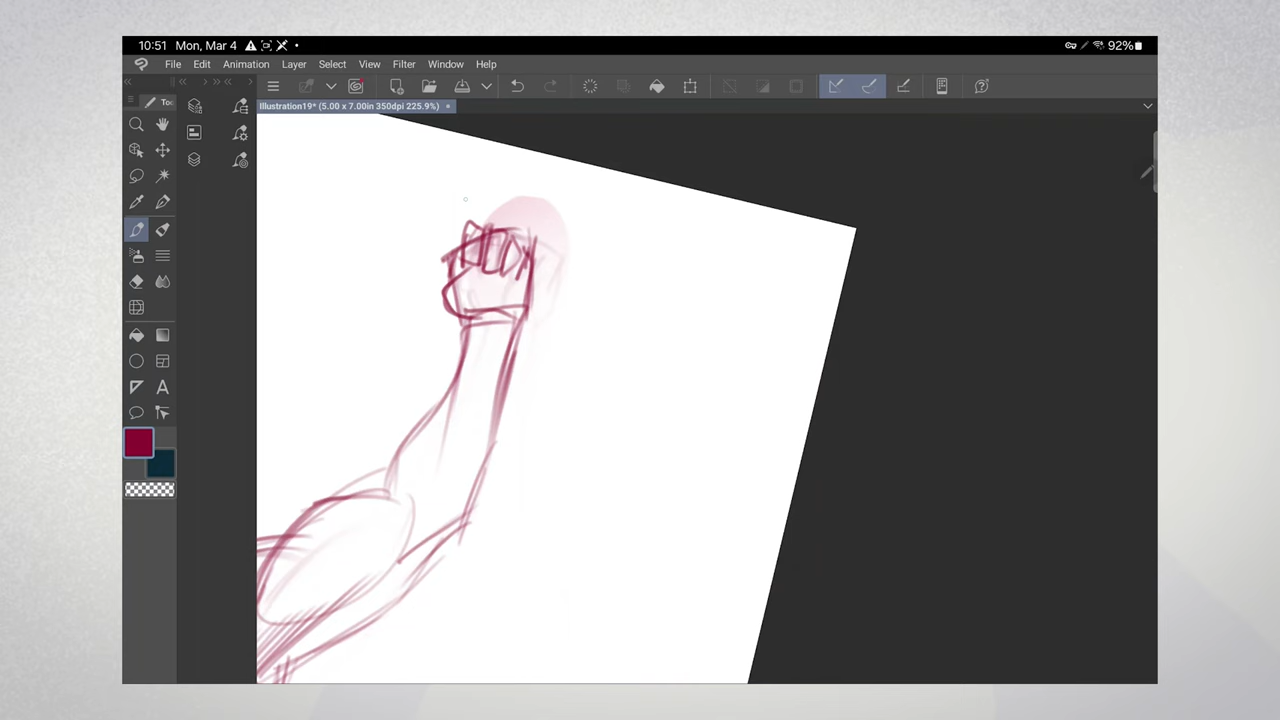 10:51 Mon, Mar 4
92%
File Edit Animation Layer Select View Filter Window Help
Illustration19* (5.00 x 7.00in 350dpi 225.9%)
Toc
A